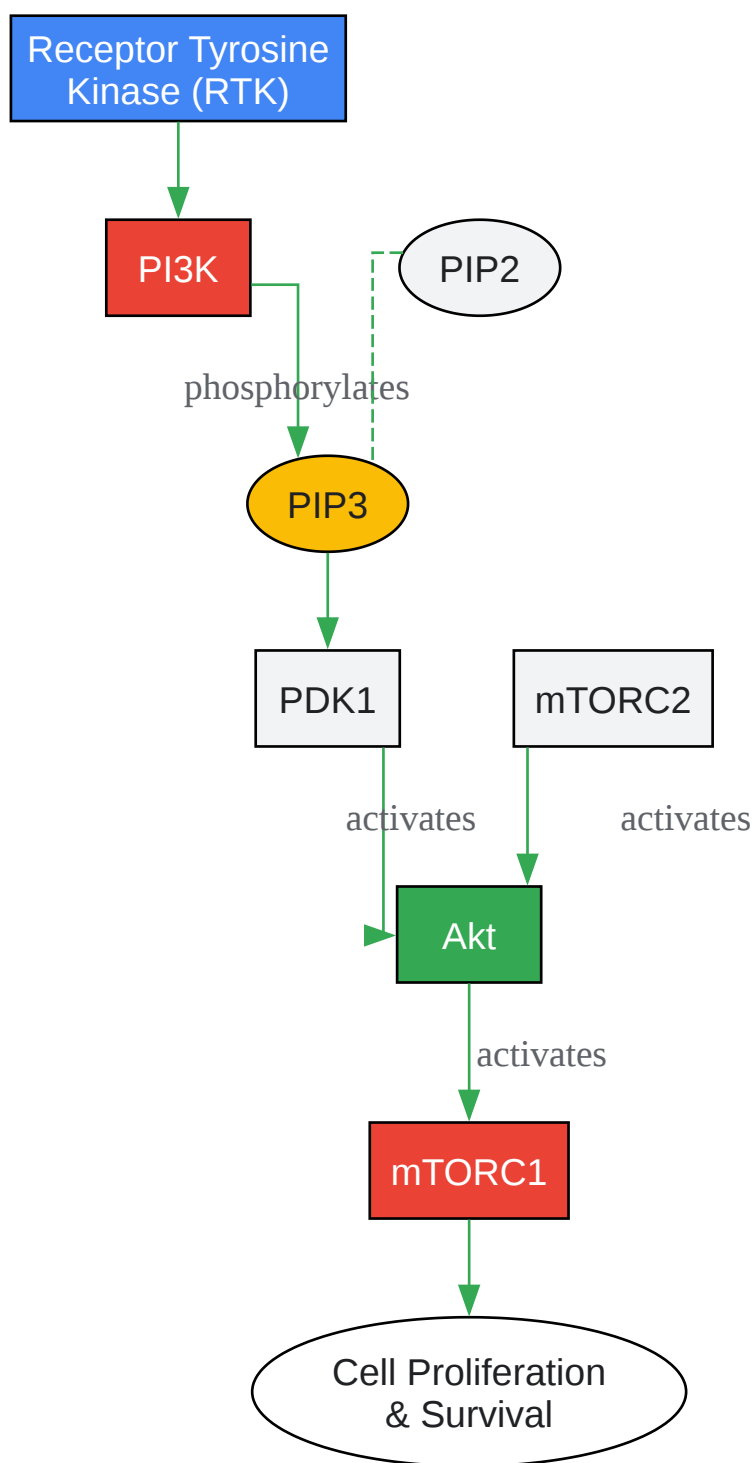 Receptor Tyrosine
Kinase (RTK)
PI3K
PIP2
phosphorylates
PIP3
PDK1
mTORC2
activates
activates
Akt
activates
mTORC1
Cell Proliferation
& Survival